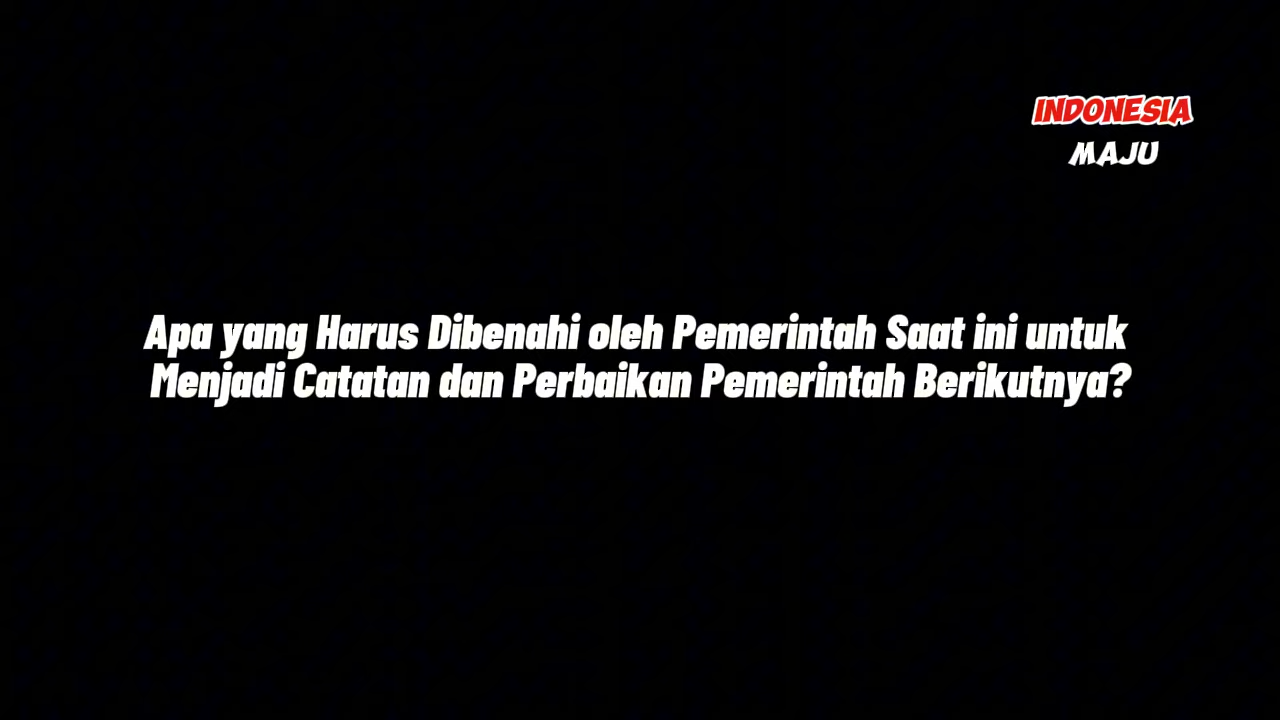 INDONESIA
MAJU
Apa yang Harus Dibenahi oleh Pemerintah Saat ini untuk
Menjadi Catatan dan Perbaikan Pemerintah Berikutnya?